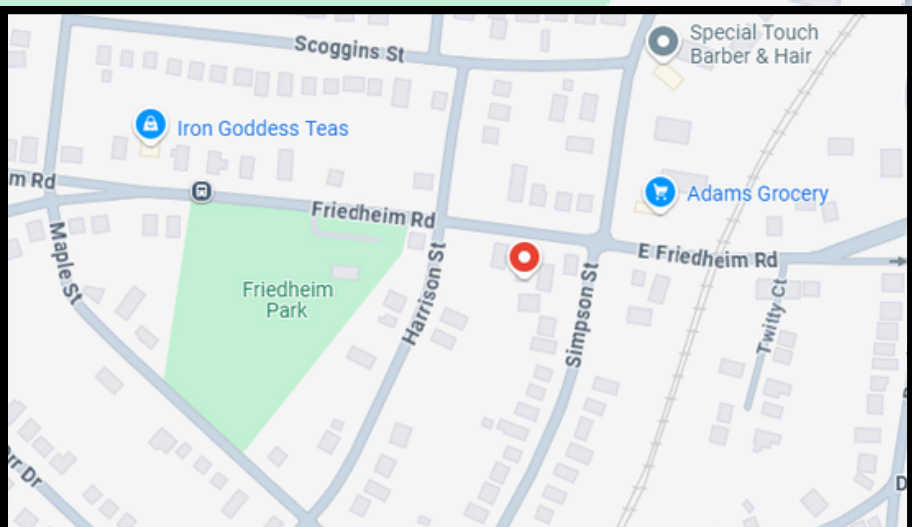 Scoggins St
Special Touch
Barber & Hair
Iron Goddess Teas
m Rd
Adams Grocery
Friedheim Rd
E Friedheim Rd
Maple St
Harrison St
Simpson St
Friedheim
Park
Twitty Ct
rr Dr
D